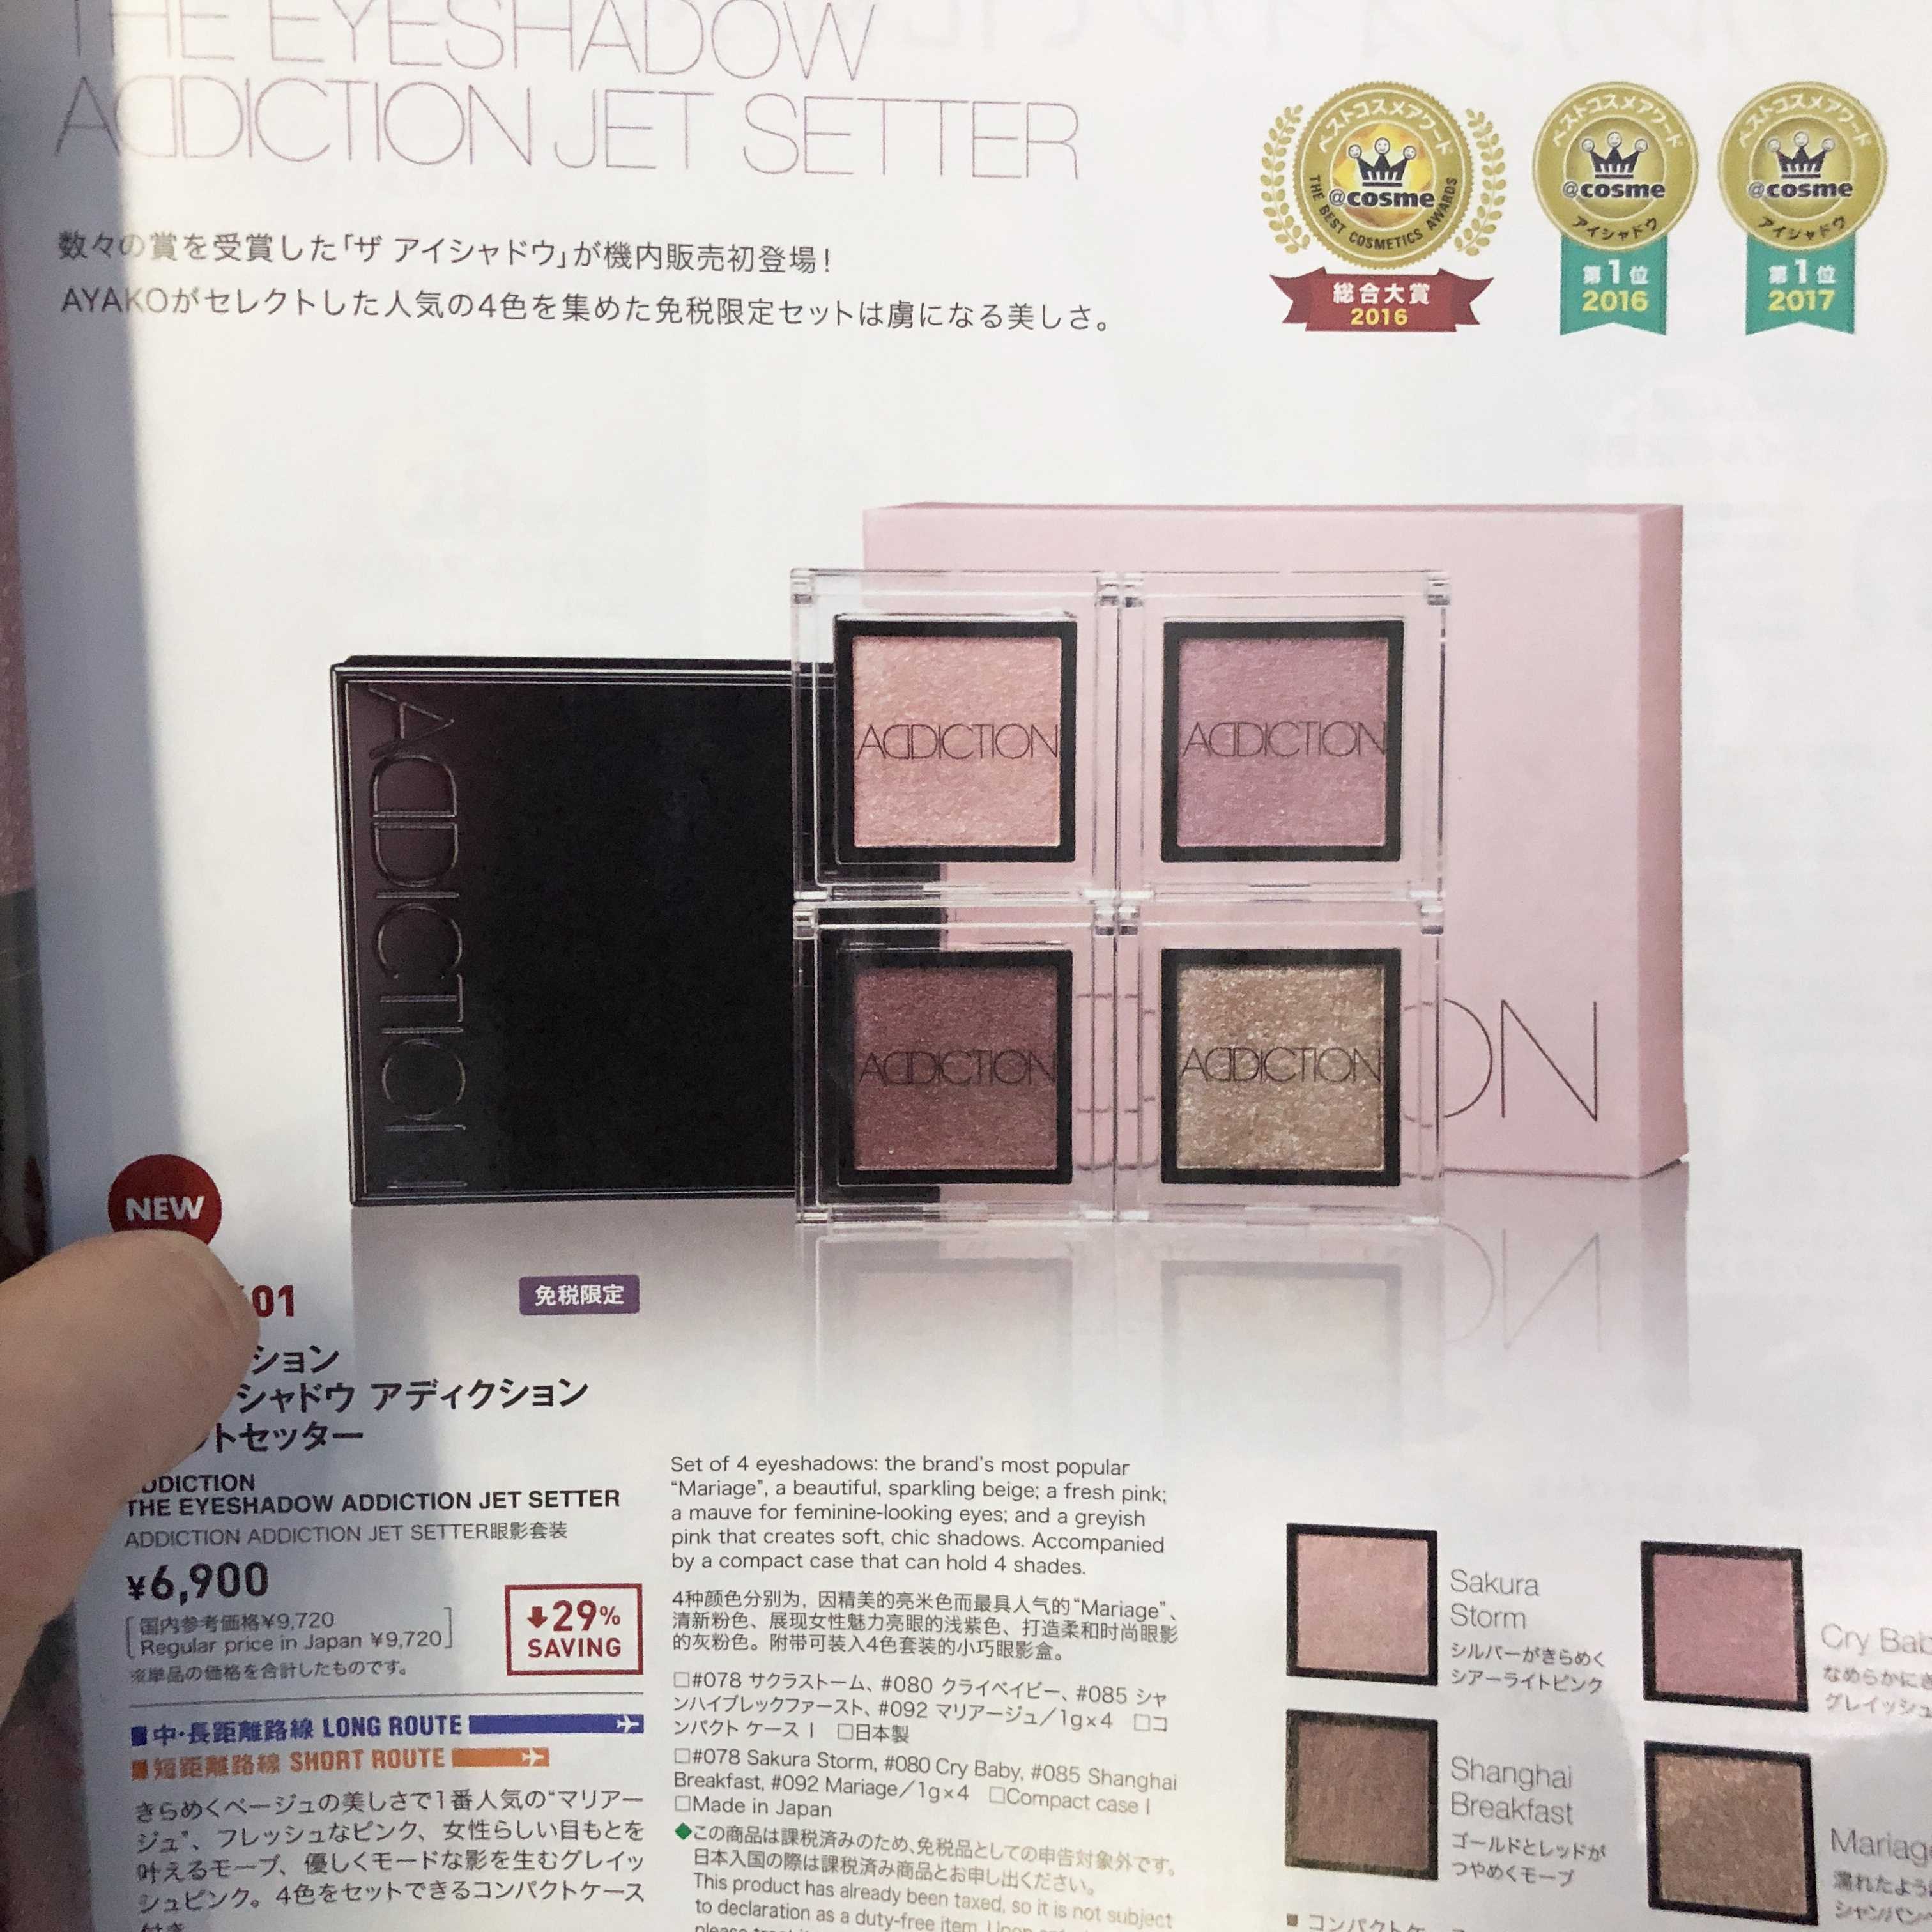 THE EYESHADOW
ADDICTION JET SETTER
数々の賞を受賞した「ザ アイシャドウ」が機内販売初登場！
AYAKOがセレクトした人気の4色を集めた免税限定セットは虜になる美しさ。
ベストコスメアワード
@cosme
THE BEST COSMETICS AWARDS
総合大賞
2016
ベストコスメアワード
@cosme
アイシャドウ
第1位
2016
ベストコスメアワード
@cosme
アイシャドウ
第1位
2017
ADDICTION
ADDICTION
ADDICTION
ADDICTION
ADDICTION
ON
NEW
01
免税限定
ション
シャドウ アディクション
トセッター
ADDICTION
THE EYESHADOW ADDICTION JET SETTER
ADDICTION ADDICTION JET SETTER眼影套装
¥6,900
国内参考価格¥9,720
Regular price in Japan ¥9,720
※単品の価格を合計したものです。
29%
SAVING
中・長距離路線 LONG ROUTE
短距離路線 SHORT ROUTE
きらめくベージュの美しさで1番人気の“マリアー
ジュ”、フレッシュなピンク、女性らしい目もとを
叶えるモーブ、優しくモードな影を生むグレイッ
シュピンク。4色をセットできるコンパクトケース
付き
Set of 4 eyeshadows: the brand's most popular
“Mariage”, a beautiful, sparkling beige; a fresh pink;
a mauve for feminine-looking eyes; and a greyish
pink that creates soft, chic shadows. Accompanied
by a compact case that can hold 4 shades.
4种颜色分别为，因精美的亮米色而最具人气的“Mariage”、
清新粉色、展现女性魅力亮眼的浅紫色、打造柔和时尚眼影
的灰粉色。附带可装入4色套装的小巧眼影盒。
□#078 サクラストーム、#080 クライベイビー、#085 シャ
ンハイブレックファースト、#092 マリアージュ／1g×4 □コ
ンパクト ケース I □日本製
□#078 Sakura Storm, #080 Cry Baby, #085 Shanghai
Breakfast, #092 Mariage／1g×4 □Compact case I
□Made in Japan
◆この商品は課税済みのため、免税品としての申告対象外です。
日本入国の際は課税済み商品とお申し出ください。
This product has already been taxed, so it is not subject
to declaration as a duty-free item.
Sakura
Storm
シルバーがきらめく
シアーライトピンク
Cry Bab
なめらかにき
グレイッシュ
Shanghai
Breakfast
ゴールドとレッドが
つやめくモーブ
Mariag
濡れたよう
シャンパン
コンパクトケ